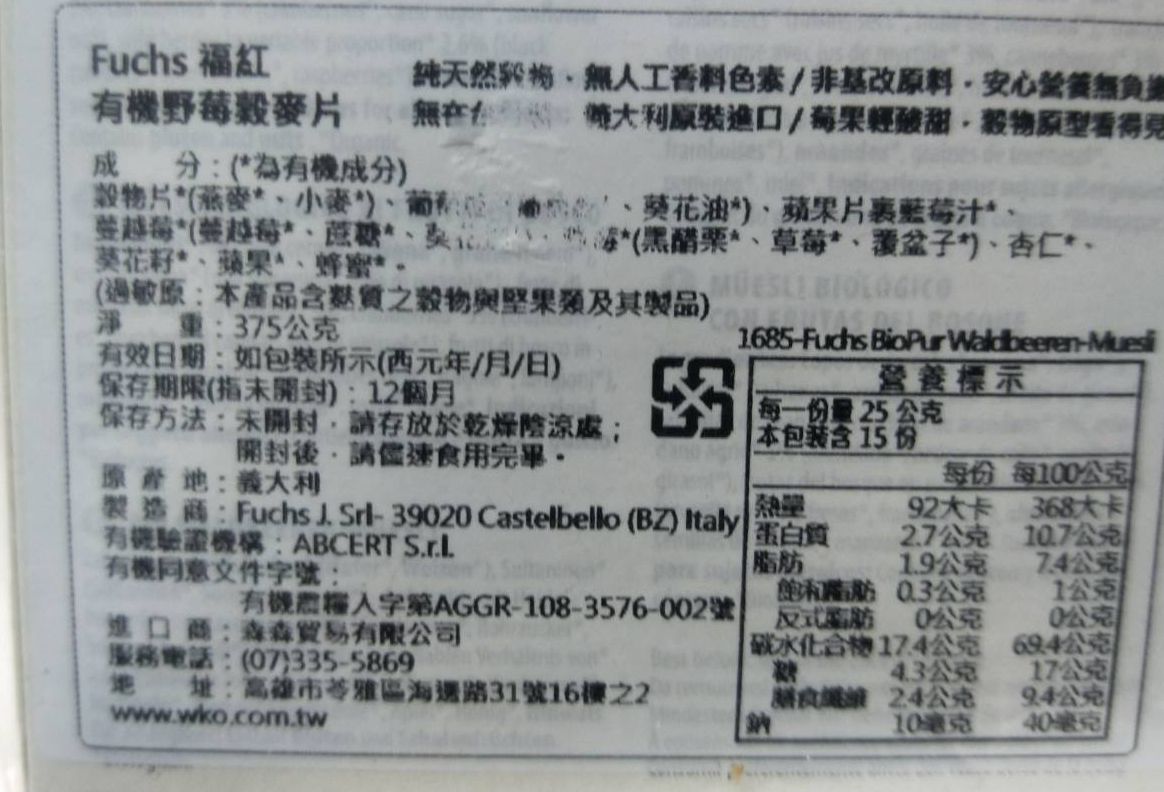 Fuchs 福紅
有機野莓穀麥片
純天然穀物，無人工香料色素/非基改原料，安心營養無負
義大利原裝進口/莓果輕酸甜，穀物原型看得見
成 分：(*為有機成分)
穀物片*(燕麥*、小麥*)、葡萄 、葵花油*)、蘋果片裹藍莓汁*、
蔓越莓*(蔓越莓*、蔗糖*、葵花 莓*(黑醋栗*、草莓*、覆盆子*)、杏仁*、
葵花籽*、蘋果*、蜂蜜*。
(過敏原：本產品含麩質之穀物與堅果類及其製品)
淨 重：375公克
有效日期：如包裝所示(西元年/月/日)
保存期限(指未開封)：12個月
保存方法：未開封，請存放於乾燥陰涼處；
開封後，請儘速食用完畢。
原 產 地：義大利
製 造 商：Fuchs J. Srl- 39020 Castelbello (BZ) Italy
有機驗證機構：ABCERT S.r.l.
有機同意文件字號：
有機農糧入字第AGGR-108-3576-002號
進 口 商：森森貿易有限公司
服務電話：(07)335-5869
地 址：高雄市苓雅區海邊路31號16樓之2
www.wko.com.tw
1685-Fuchs BioPur Waldbeeren-Muesli
營養標示
每一份量 25 公克
本包裝含 15 份
每份 每100公克
熱量 92大卡 368大卡
蛋白質 2.7公克 10.7公克
脂肪 1.9公克 7.4公克
飽和脂肪 0.3公克 1公克
反式脂肪 0公克 0公克
碳水化合物 17.4公克 69.4公克
糖 4.3公克 17公克
膳食纖維 2.4公克 9.4公克
鈉 10毫克 40毫克
MÜESLI BIOLÓGICO
CON FRUTAS DEL BOSQUE